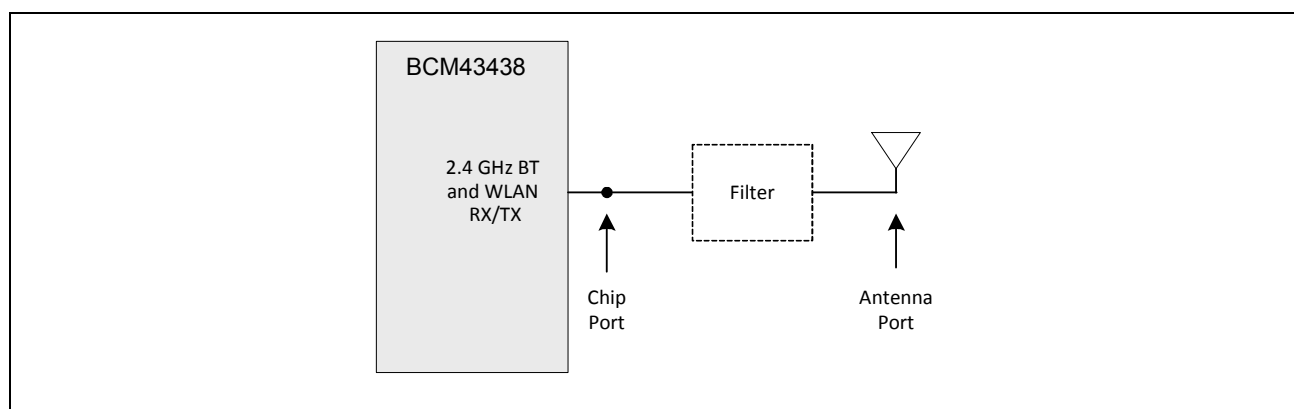 BCM43438
2.4 GHz BT
and WLAN
RX/TX
Filter
Chip
Port
Antenna
Port